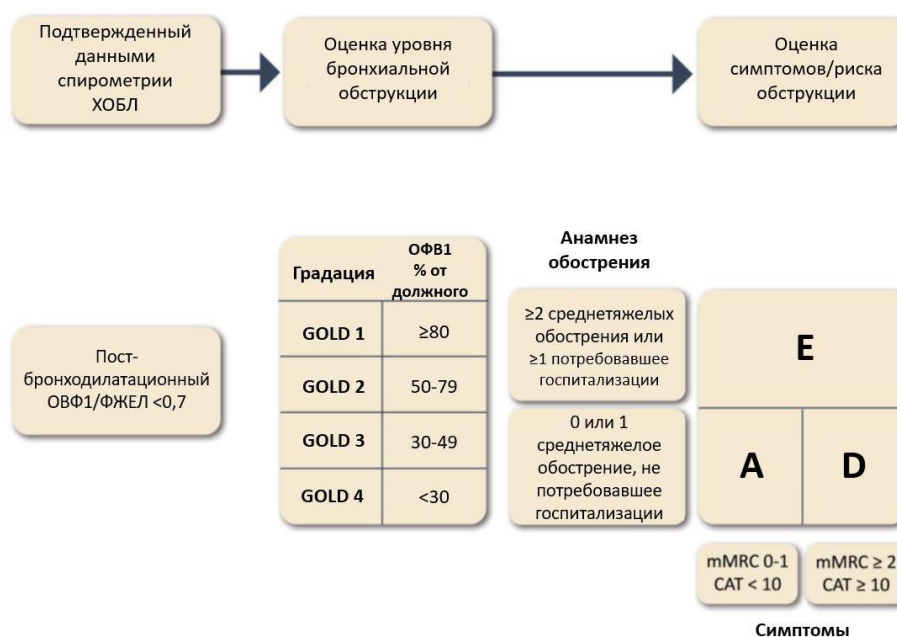 Подтвержденный
данными
спирометрии
ХОБЛ
Оценка уровня
бронхиальной
обструкции
Оценка
симптомов/риска
обструкции
Пост-
бронходилатационный
ОВФ1/ФЖЕЛ <0,7
Градация
ОФВ1
% от
должного
GOLD 1 ≥80
GOLD 2 50-79
GOLD 3 30-49
GOLD 4 <30
Анамнез
обострения
≥2 среднетяжелых
обострения или
≥1 потребовавшее
госпитализации
0 или 1
среднетяжелое
обострение, не
потребовавшее
госпитализации
E
A D
mMRC 0-1
CAT < 10
mMRC ≥ 2
CAT ≥ 10
Симптомы